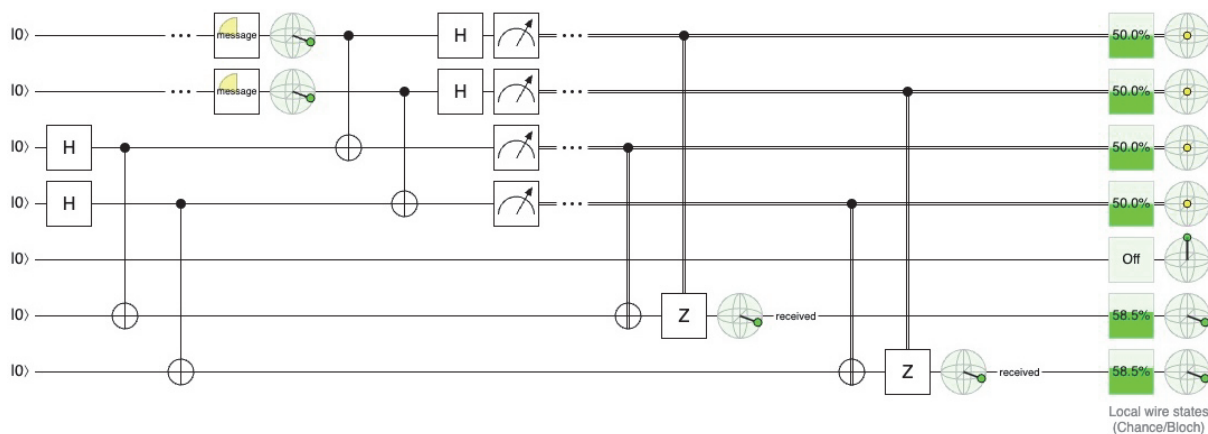 |0⟩ ... message H ... 50.0%
|0⟩ ... message H ... 50.0%
|0⟩ H ... 50.0%
|0⟩ H ... 50.0%
|0⟩ Off
|0⟩ Z received 58.5%
|0⟩ Z received 58.5%
Local wire states
(Chance/Bloch)